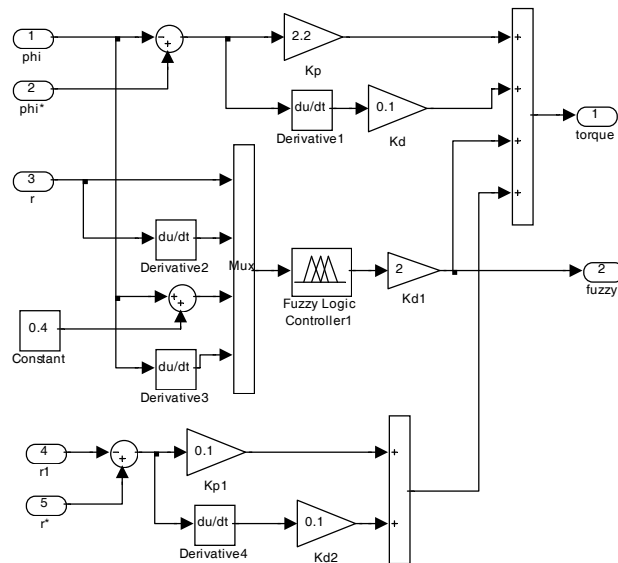 1
phi
2
phi*
-
+
2.2
Kp
du/dt
Derivative1
0.1
Kd
+
+
+
+
1
torque
3
r
du/dt
Derivative2
Mux
+
+
0.4
Constant
du/dt
Derivative3
Fuzzy Logic
Controller1
2
Kd1
2
fuzzy
4
r1
5
r*
-
+
0.1
Kp1
du/dt
Derivative4
0.1
Kd2
+
+